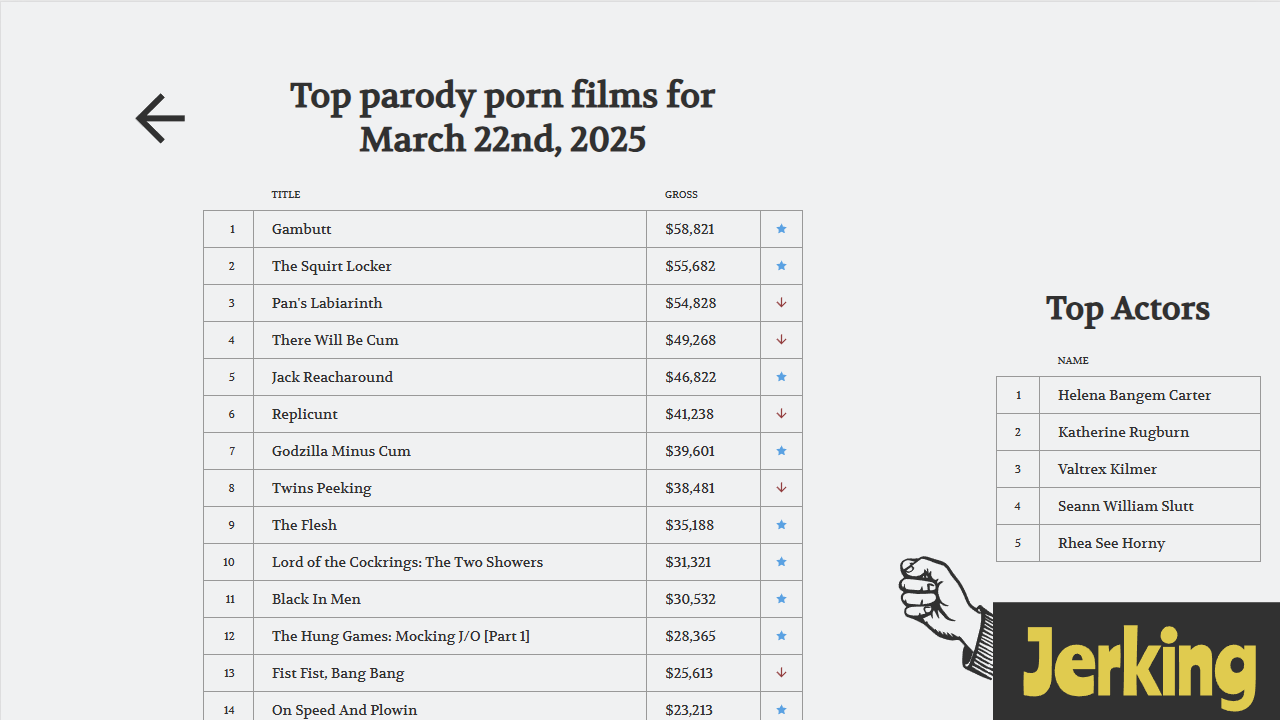 Top parody porn films for
March 22nd, 2025
TITLE GROSS
1 Gambutt $58,821
2 The Squirt Locker $55,682
3 Pan's Labiarinth $54,828
4 There Will Be Cum $49,268
5 Jack Reacharound $46,822
6 Replicunt $41,238
7 Godzilla Minus Cum $39,601
8 Twins Peeking $38,481
9 The Flesh $35,188
10 Lord of the Cockrings: The Two Showers $31,321
11 Black In Men $30,532
12 The Hung Games: Mocking J/O [Part 1] $28,365
13 Fist Fist, Bang Bang $25,613
14 On Speed And Plowin $23,213
Top Actors
NAME
1 Helena Bangem Carter
2 Katherine Rugburn
3 Valtrex Kilmer
4 Seann William Slutt
5 Rhea See Horny
Jerking